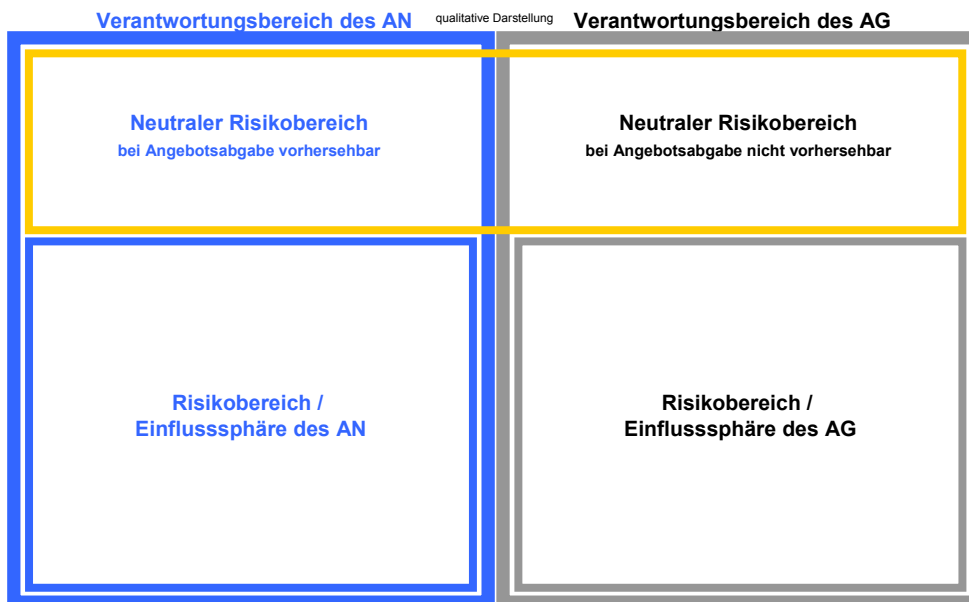 Verantwortungsbereich des AN
qualitative Darstellung
Verantwortungsbereich des AG
Neutraler Risikobereich
bei Angebotsabgabe vorhersehbar
Neutraler Risikobereich
bei Angebotsabgabe nicht vorhersehbar
Risikobereich /
Einflusssphäre des AN
Risikobereich /
Einflusssphäre des AG